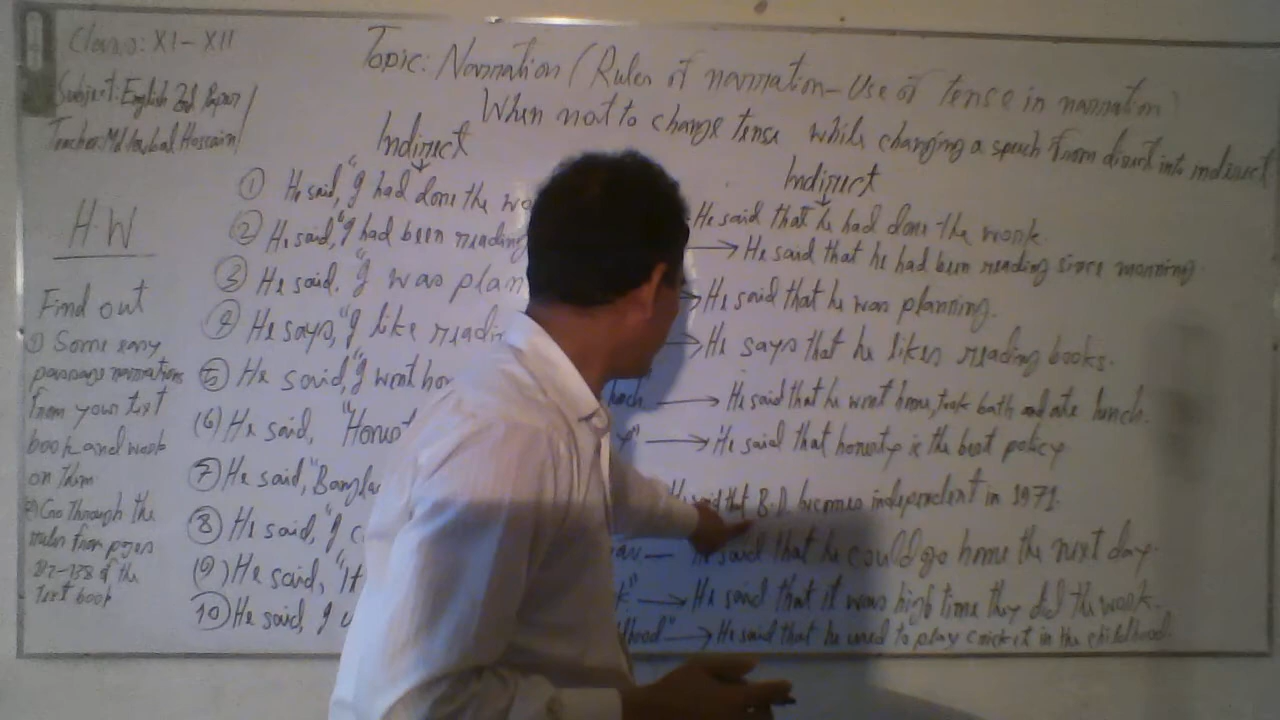 Class: XI-XII
Subject: English 2nd Paper
Teacher: Md Hossain
Topic: Narration (Rules of narration-Use of tense in narration)
When not to change tense while changing a speech from direct into indirect
H.W
Find out
1) Some easy
passage narrations
from your text
book and work
on them
2) Go through the
rules from pages
of the
text book
Indirect
① He said, "I had done the
② He said, "I had been reading
③ He said, "I was plan
④ He says, "I like readi
⑤ He said, "I went ho
(6) He said, "Honest
⑦ He said, "Bangla
⑧ He said, "I c
(9) He said, "It
10 He said, I u
Indirect
He said that he had done the work.
→ He said that he had been reading since morning.
→ He said that he was planning.
→ He says that he likes reading books.
→ He said that he went home, took bath and ate lunch.
y" → He said that honesty is the best policy
He said that B.D. becomes independent in 1971.
He said that he could go home the next day.
k" → He said that it was high time they did the work.
ldhood" → He said that he used to play cricket in the childhood